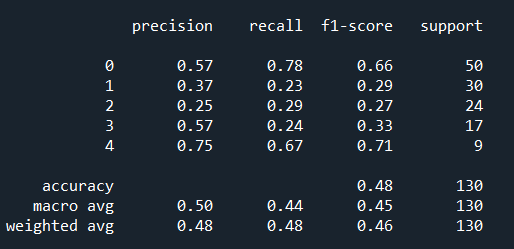 precision recall f1-score support
0 0.57 0.78 0.66 50
1 0.37 0.23 0.29 30
2 0.25 0.29 0.27 24
3 0.57 0.24 0.33 17
4 0.75 0.67 0.71 9
accuracy 0.48 130
macro avg 0.50 0.44 0.45 130
weighted avg 0.48 0.48 0.46 130